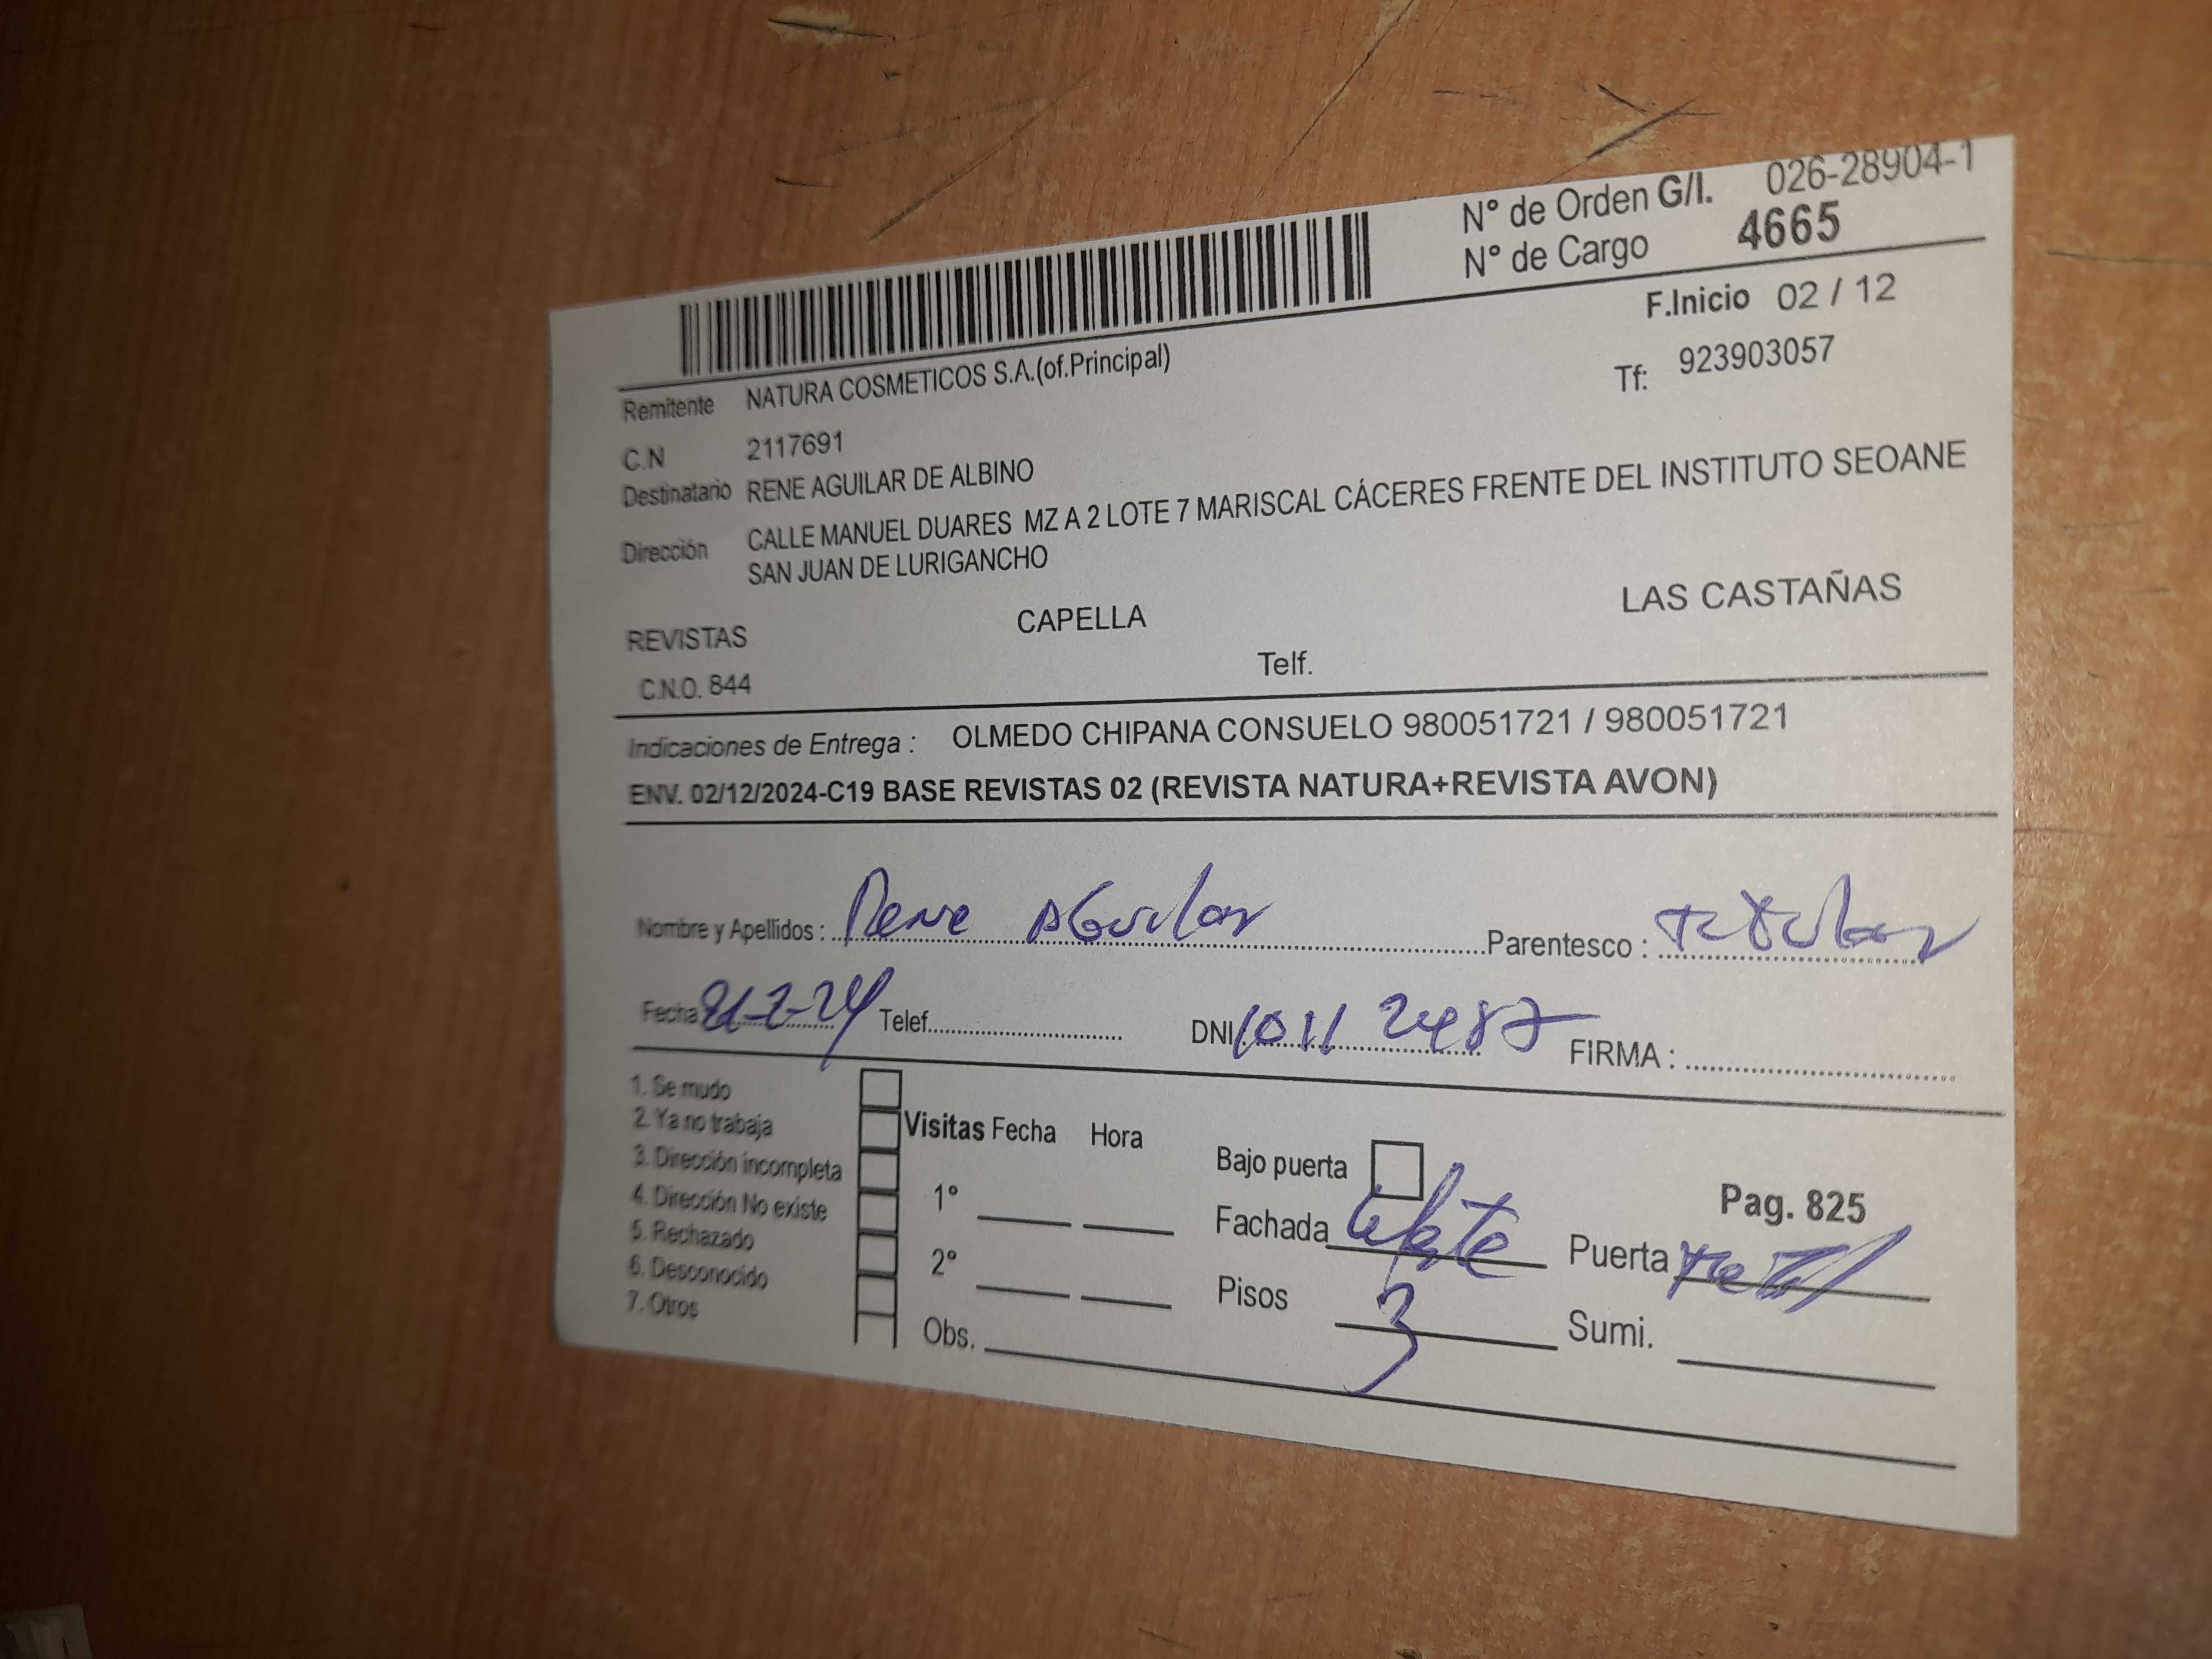 N° de Orden G/I. 026-28904-1
N° de Cargo 4665
F.Inicio 02 / 12
Remitente NATURA COSMETICOS S.A.(of.Principal)
Tf: 923903057
C.N 2117691
Destinatario RENE AGUILAR DE ALBINO
Dirección CALLE MANUEL DUARES MZ A 2 LOTE 7 MARISCAL CÁCERES FRENTE DEL INSTITUTO SEOANE
SAN JUAN DE LURIGANCHO
REVISTAS CAPELLA LAS CASTAÑAS
C.N.O. 844 Telf.
Indicaciones de Entrega : OLMEDO CHIPANA CONSUELO 980051721 / 980051721
ENV. 02/12/2024-C19 BASE REVISTAS 02 (REVISTA NATURA+REVISTA AVON)
Nombre y Apellidos : Rene Aguilar Parentesco : titular
Fecha Telef. DNI 10112487 FIRMA :
1. Se mudo
2. Ya no trabaja
3. Dirección incompleta
4. Dirección No existe
5. Rechazado
6. Desconocido
7. Otros
Visitas Fecha Hora
1°
2°
Obs.
Bajo puerta
Pag. 825
Fachada Puerta
Pisos 3 Sumi.